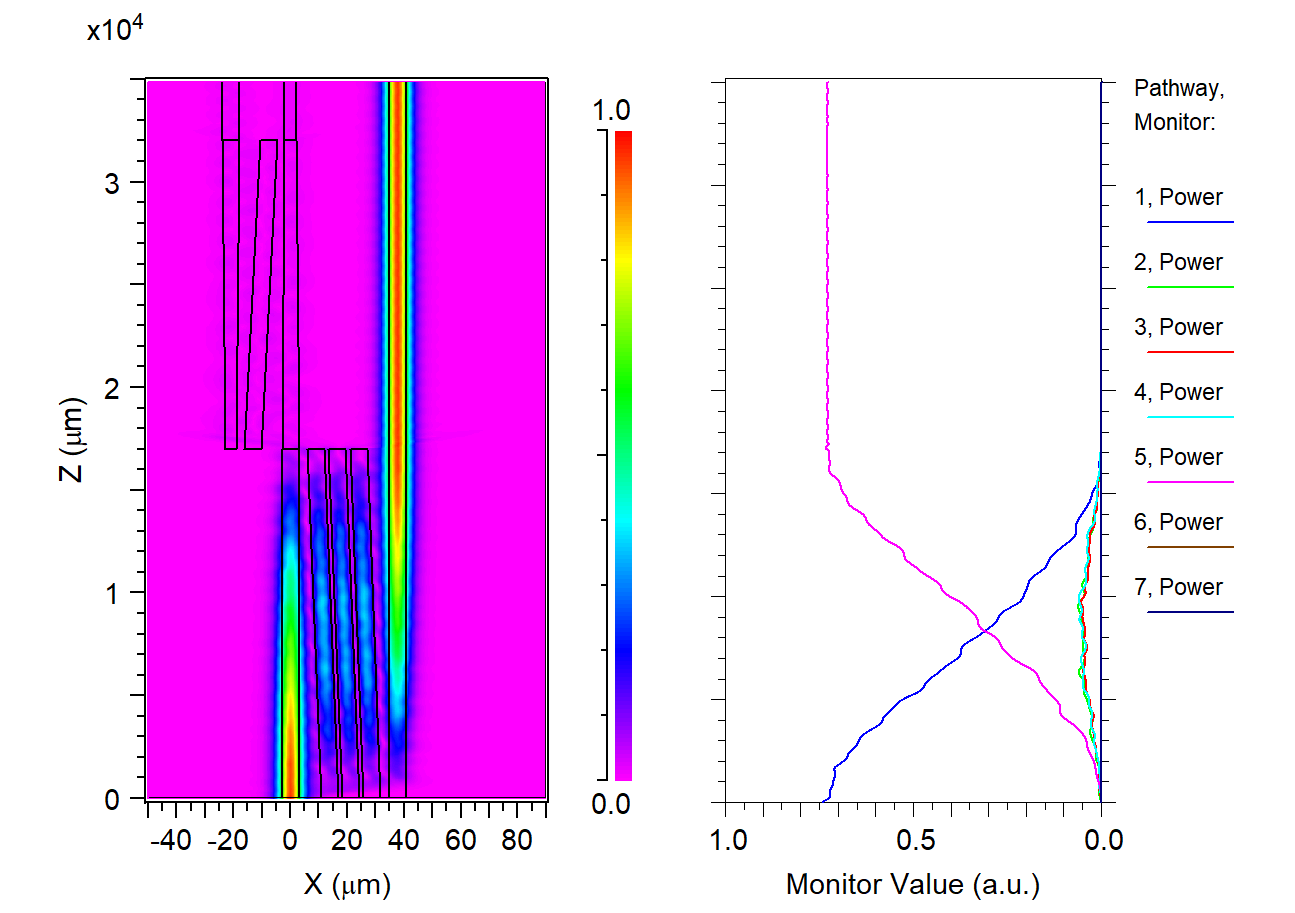 x10⁴
3
2
1
0
Z (μm)
-40 -20 0 20 40 60 80
X (μm)
1.0
0.0
1.0 0.5 0.0
Monitor Value (a.u.)
Pathway,
Monitor:
1, Power
2, Power
3, Power
4, Power
5, Power
6, Power
7, Power